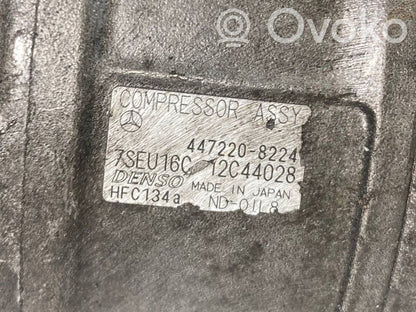 Ovoko
COMPRESSOR ASSY
447220-8224
7SEU16C 12C44028
DENSO MADE IN JAPAN
HFC134a ND-OIL8